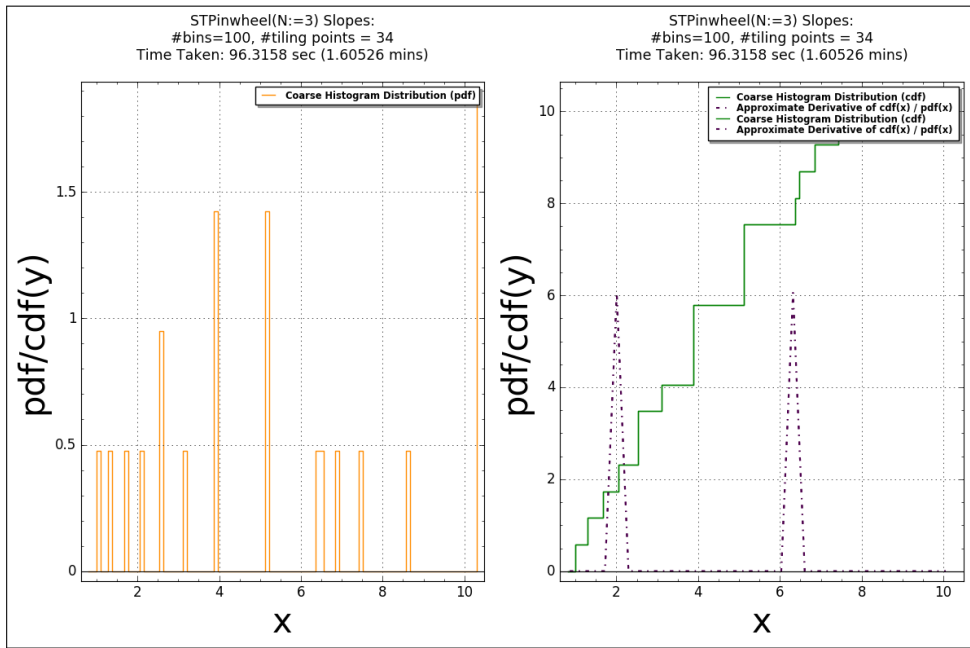 STPinwheel(N:=3) Slopes:
#bins=100, #tiling points = 34
Time Taken: 96.3158 sec (1.60526 mins)
Coarse Histogram Distribution (pdf)
pdf/cdf(y)
1.5
1
0.5
0
2
4
6
8
10
x
STPinwheel(N:=3) Slopes:
#bins=100, #tiling points = 34
Time Taken: 96.3158 sec (1.60526 mins)
Coarse Histogram Distribution (cdf)
Approximate Derivative of cdf(x) / pdf(x)
Coarse Histogram Distribution (cdf)
Approximate Derivative of cdf(x) / pdf(x)
pdf/cdf(y)
10
8
6
4
2
0
2
4
6
8
10
x